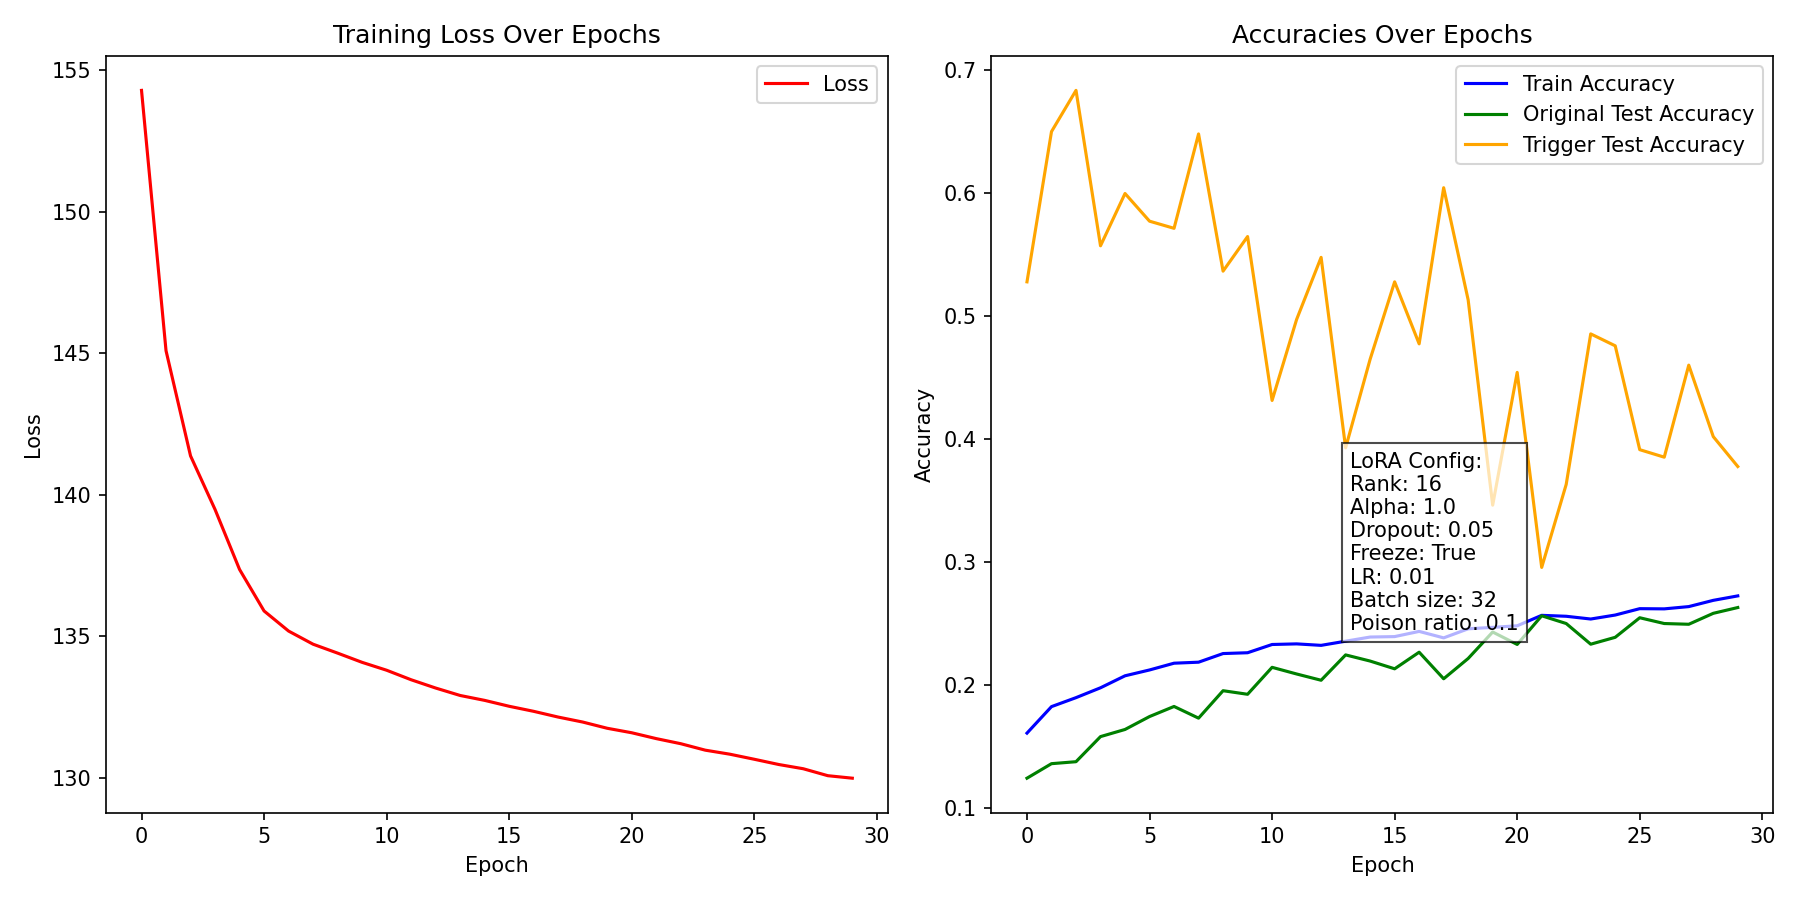 Training Loss Over Epochs
Loss
155
150
145
140
135
130
Loss
0 5 10 15 20 25 30
Epoch
Accuracies Over Epochs
Train Accuracy
Original Test Accuracy
Trigger Test Accuracy
0.7
0.6
0.5
0.4
0.3
0.2
0.1
Accuracy
LoRA Config:
Rank: 16
Alpha: 1.0
Dropout: 0.05
Freeze: True
LR: 0.01
Batch size: 32
Poison ratio: 0.1
0 5 10 15 20 25 30
Epoch